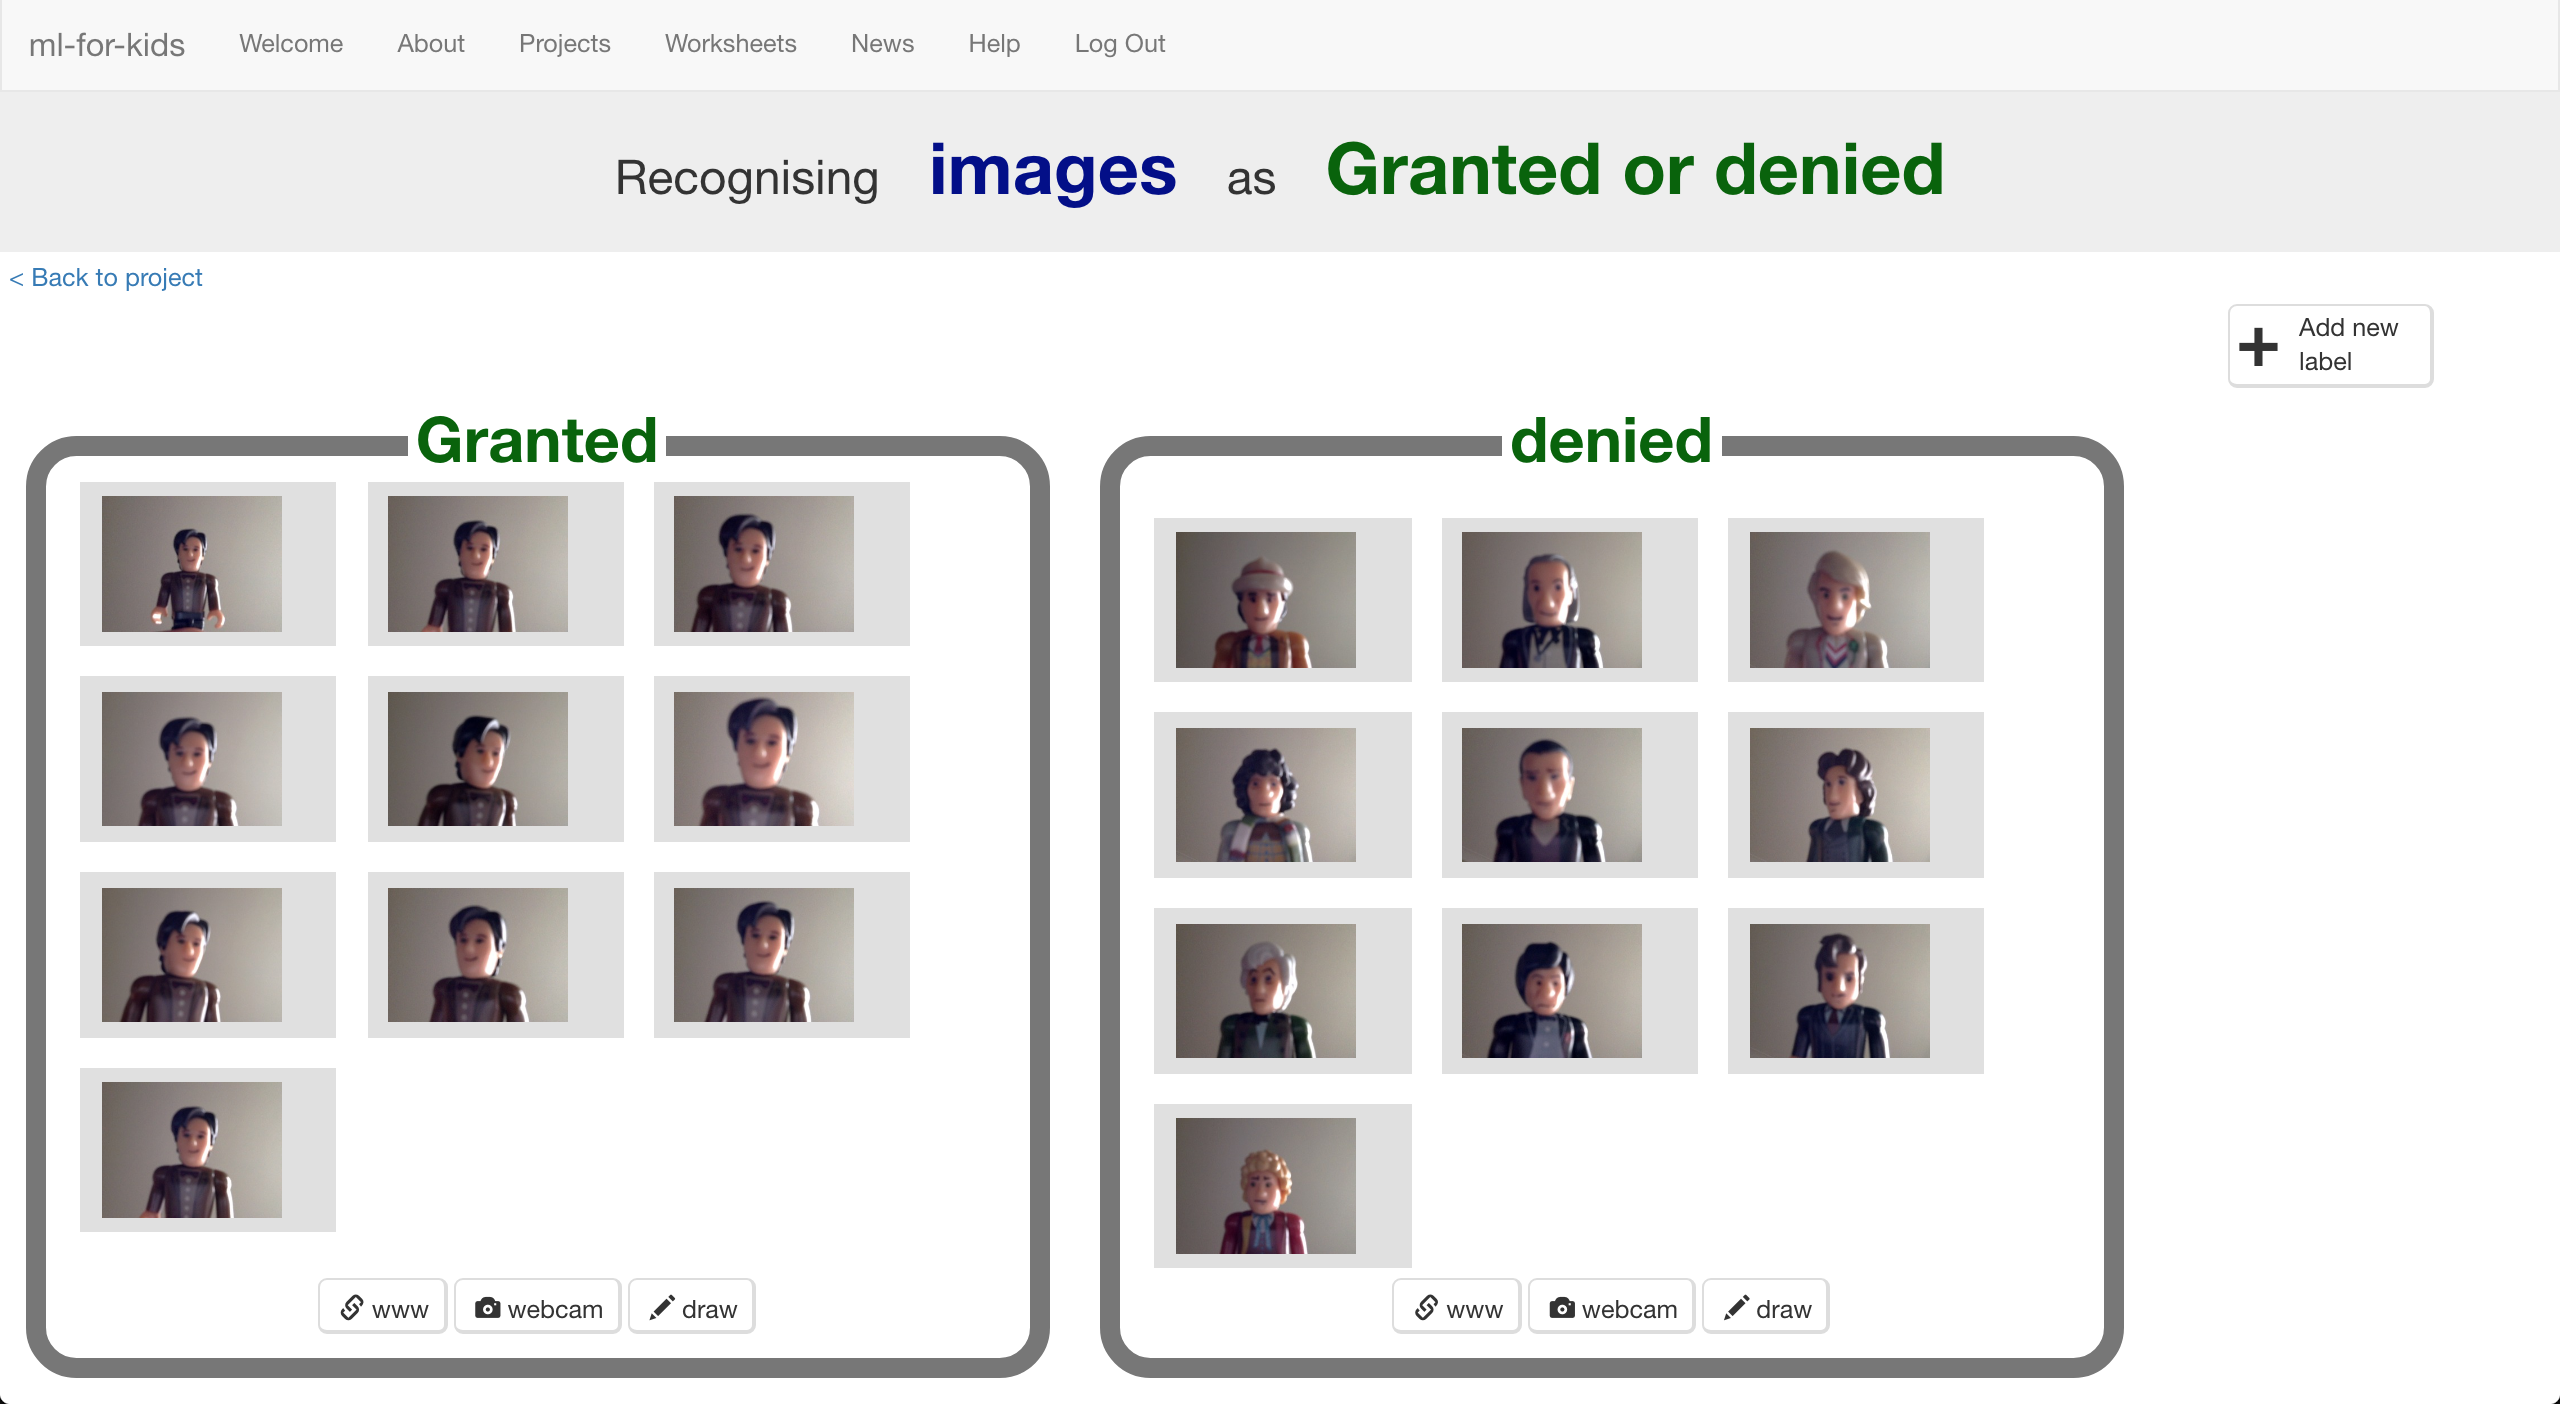 ml-for-kids Welcome About Projects Worksheets News Help Log Out
Recognising images as Granted or denied
< Back to project
Add new
label
Granted
denied
www webcam draw
www webcam draw